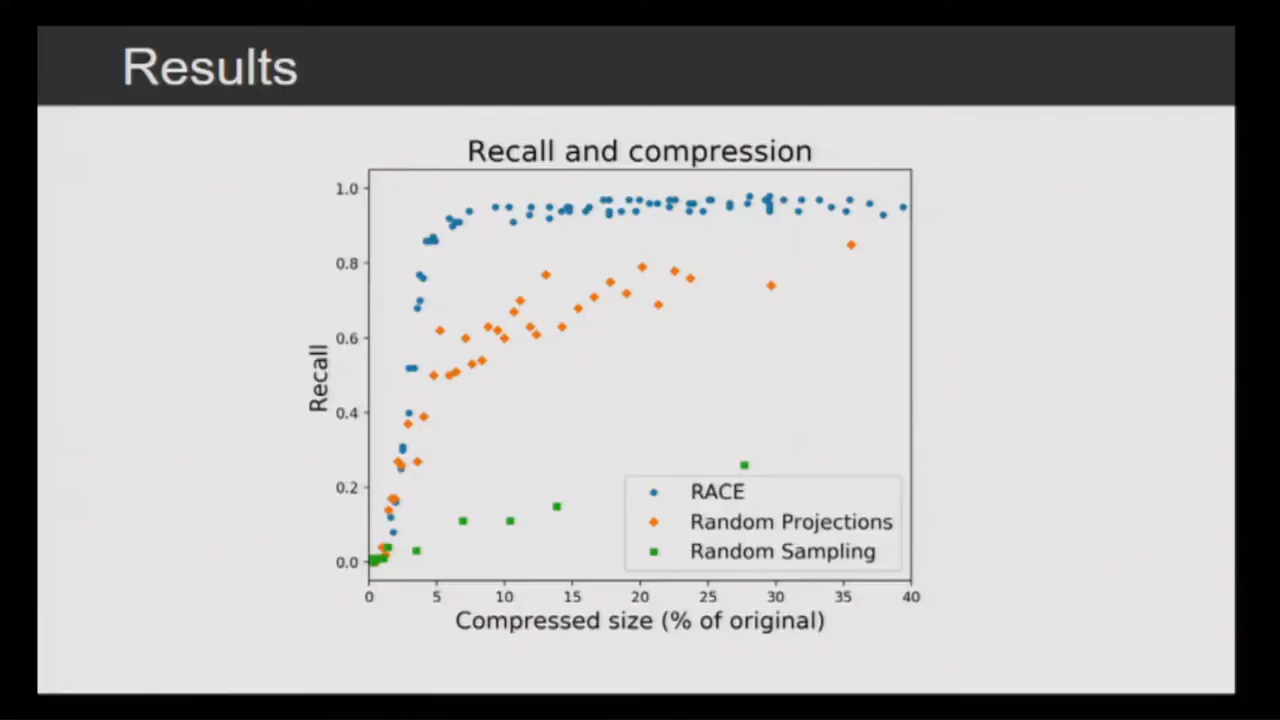 Results
Recall and compression
1.0
0.8
0.6
0.4
0.2
0.0
Recall
0 5 10 15 20 25 30 35 40
Compressed size (% of original)
RACE
Random Projections
Random Sampling